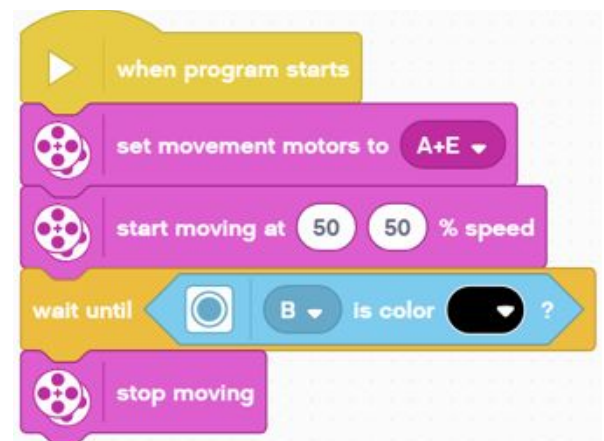 when program starts
set movement motors to A+E
start moving at 50 50 % speed
wait until B is color ?
stop moving